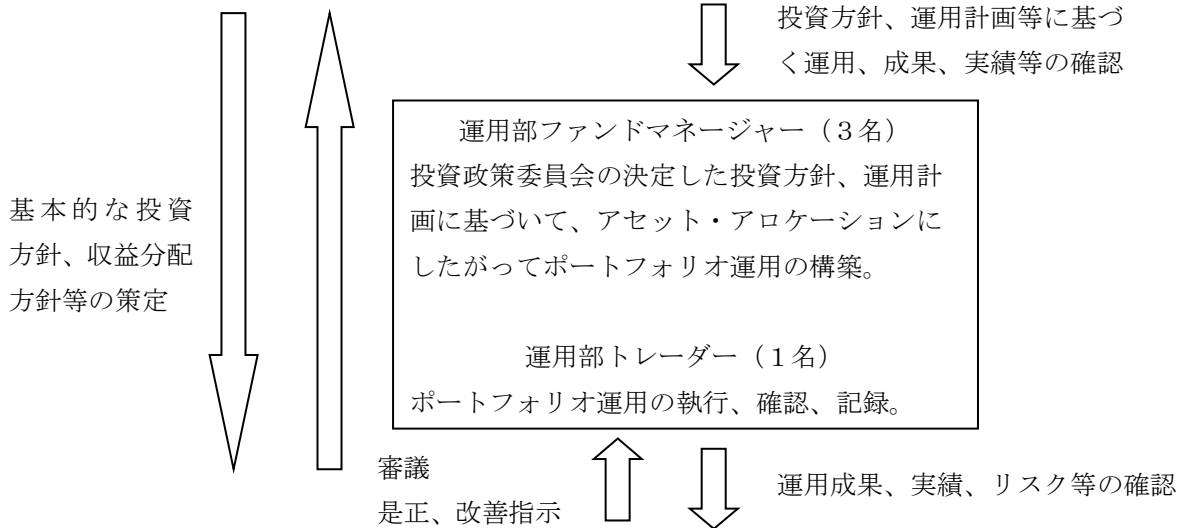 投資方針、運用計画等に基づ
く運用、成果、実績等の確認
運用部ファンドマネージャー（３名）
投資政策委員会の決定した投資方針、運用計
画に基づいて、アセット・アロケーションに
したがってポートフォリオ運用の構築。
基本的な投資
方針、収益分配
方針等の策定
運用部トレーダー（１名）
ポートフォリオ運用の執行、確認、記録。
審議
是正、改善指示
運用成果、実績、リスク等の確認